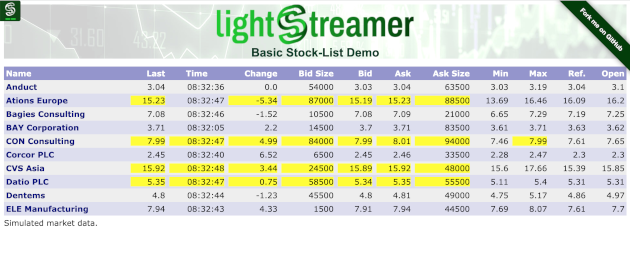 31.60
43.22
lightStreamer
Fork me on GitHub
Basic Stock-List Demo
Name Last Time Change Bid Size Bid Ask Ask Size Min Max Ref. Open
Anduct 3.04 08:32:36 0.0 54000 3.03 3.04 63500 3.03 3.19 3.04 3.1
Ations Europe 15.23 08:32:47 -5.34 87000 15.19 15.23 88500 13.69 16.46 16.09 16.2
Bagies Consulting 7.08 08:32:46 -1.52 10500 7.08 7.09 21000 6.65 7.29 7.19 7.25
BAY Corporation 3.71 08:32:05 2.2 14500 3.7 3.71 83500 3.61 3.71 3.63 3.62
CON Consulting 7.99 08:32:47 4.99 84000 7.99 8.01 94000 7.46 7.99 7.61 7.65
Corcor PLC 2.45 08:32:40 6.52 6500 2.45 2.46 33500 2.28 2.47 2.3 2.3
CVS Asia 15.92 08:32:48 3.44 24500 15.89 15.92 48000 15.6 17.66 15.39 15.85
Datio PLC 5.35 08:32:47 0.75 58500 5.34 5.35 55500 5.11 5.4 5.31 5.31
Dentems 4.8 08:32:44 -1.23 45500 4.8 4.81 49000 4.75 5.17 4.86 4.97
ELE Manufacturing 7.94 08:32:43 4.33 1500 7.91 7.94 44500 7.69 8.07 7.61 7.7
Simulated market data.